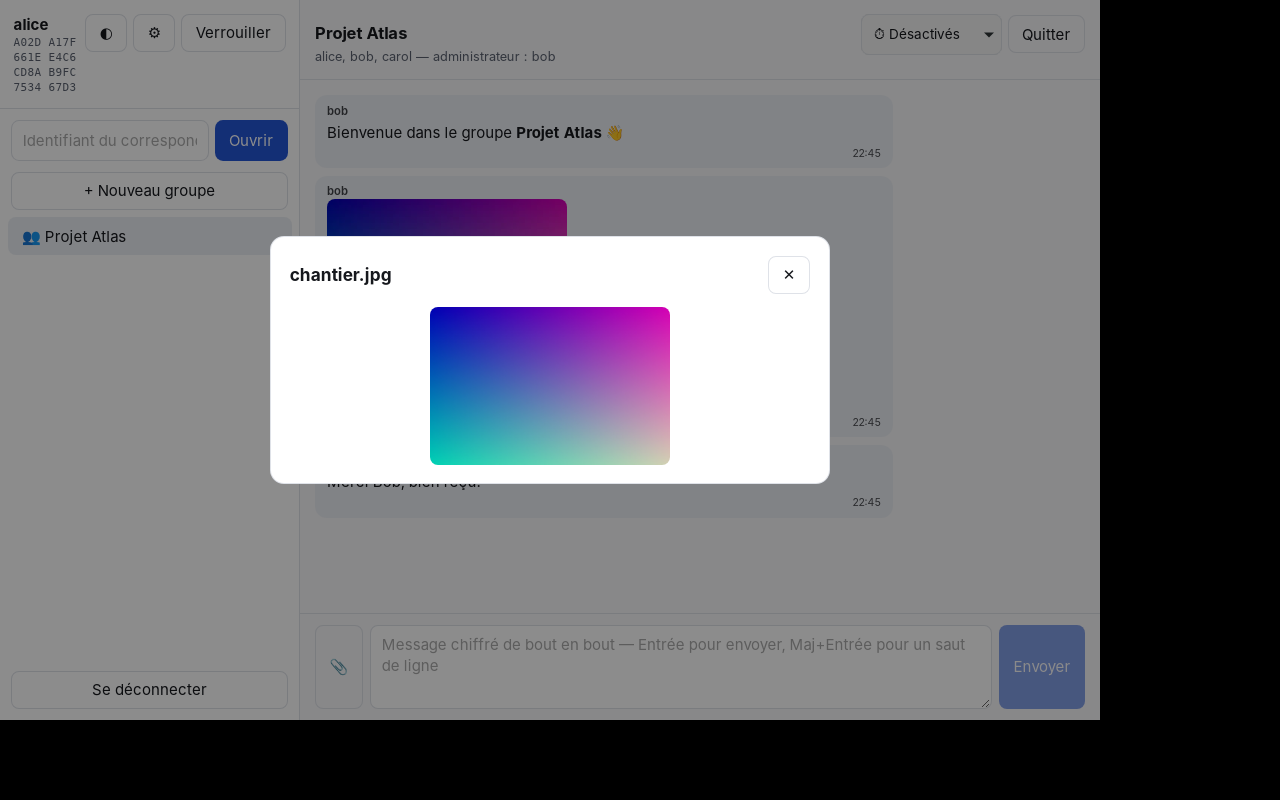 alice
A02D A17F
661E E4C6
CD8A B9FC
7534 67D3
Verrouiller
Identifiant du correspon
Ouvrir
+ Nouveau groupe
👥 Projet Atlas
Se déconnecter
Projet Atlas
alice, bob, carol — administrateur : bob
⏱ Désactivés
Quitter
bob
Bienvenue dans le groupe Projet Atlas 👋
22:45
bob
22:45
chantier.jpg
✕
Merci Bob, bien reçu.
22:45
Message chiffré de bout en bout — Entrée pour envoyer, Maj+Entrée pour un saut
de ligne
Envoyer